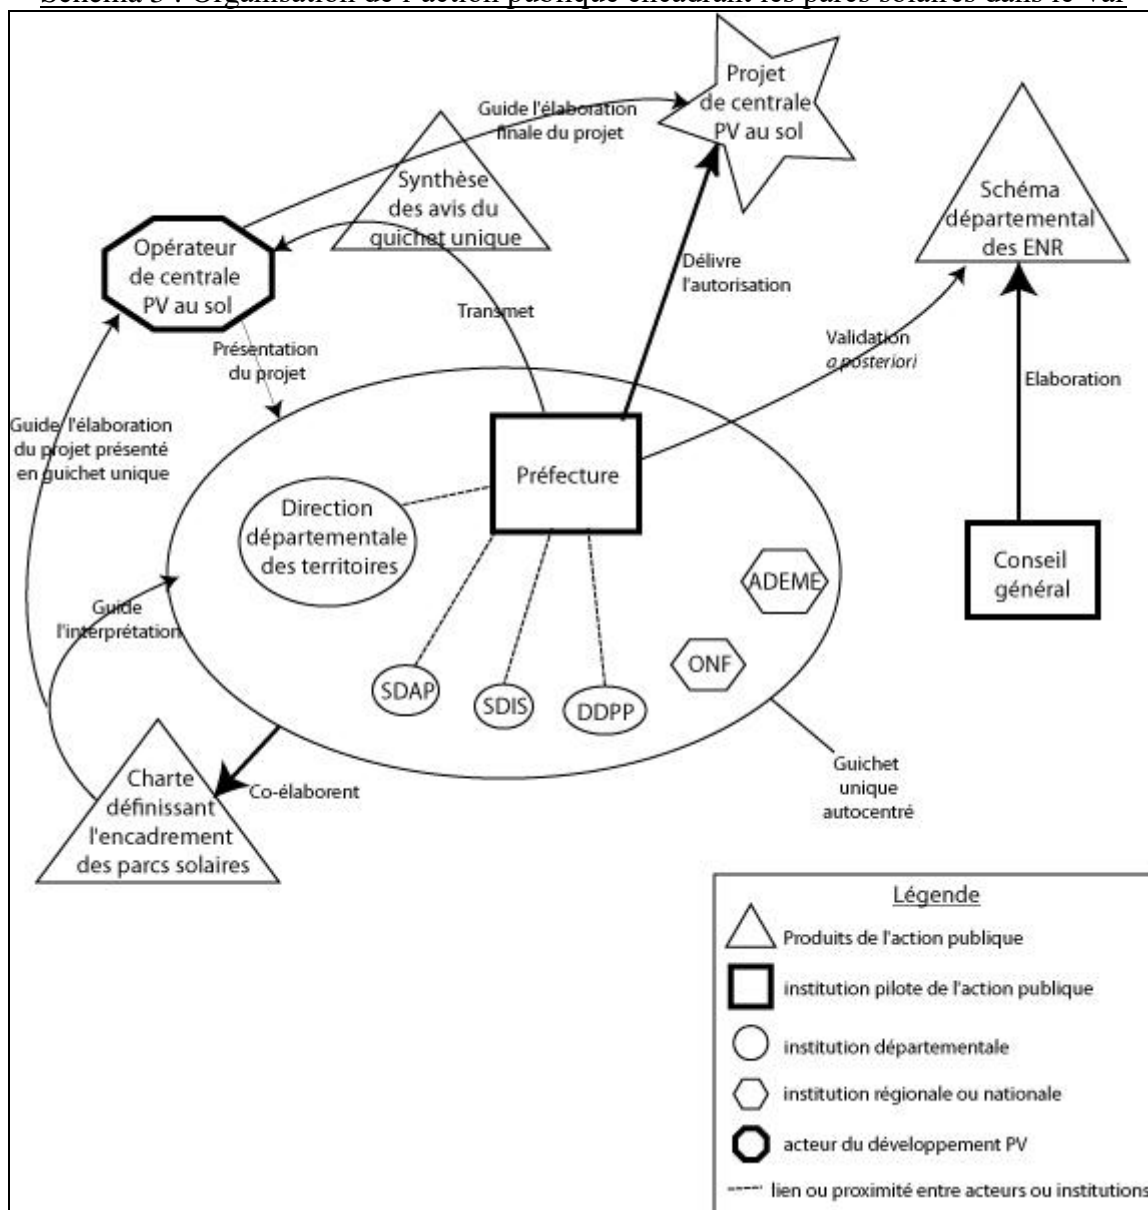 Schéma 3 : Organisation de l'action publique encadrant les parcs solaires dans le Var
Projet
de centrale
PV au sol
Guide l'élaboration
finale du projet
Synthèse
des avis du
guichet unique
Schéma
départemental
des ENR
Opérateur
de centrale
PV au sol
Délivre
l'autorisation
Transmet
Présentation
du projet
Validation
a posteriori
Elaboration
Guide l'élaboration
du projet présenté
en guichet unique
Préfecture
Direction
départementale
des territoires
ADEME
Conseil
général
Guide
l'interprétation
ONF
SDAP
SDIS
DDPP
Guichet
unique
autocentré
Co-élaborent
Charte
définissant
l'encadrement
des parcs solaires
Légende
Produits de l'action publique
institution pilote de l'action publique
institution départementale
institution régionale ou nationale
acteur du développement PV
lien ou proximité entre acteurs ou institutions